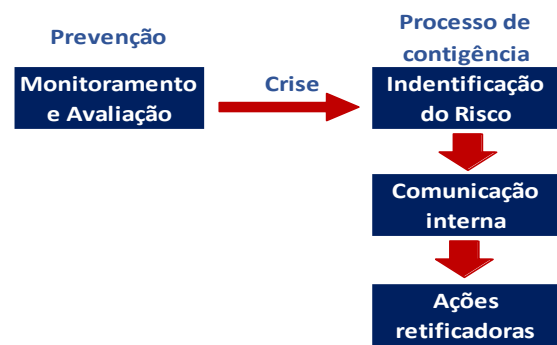 Prevenção
Monitoramento
e Avaliação
Crise
Processo de
contigência
Indentificação
do Risco
Comunicação
interna
Ações
retificadoras